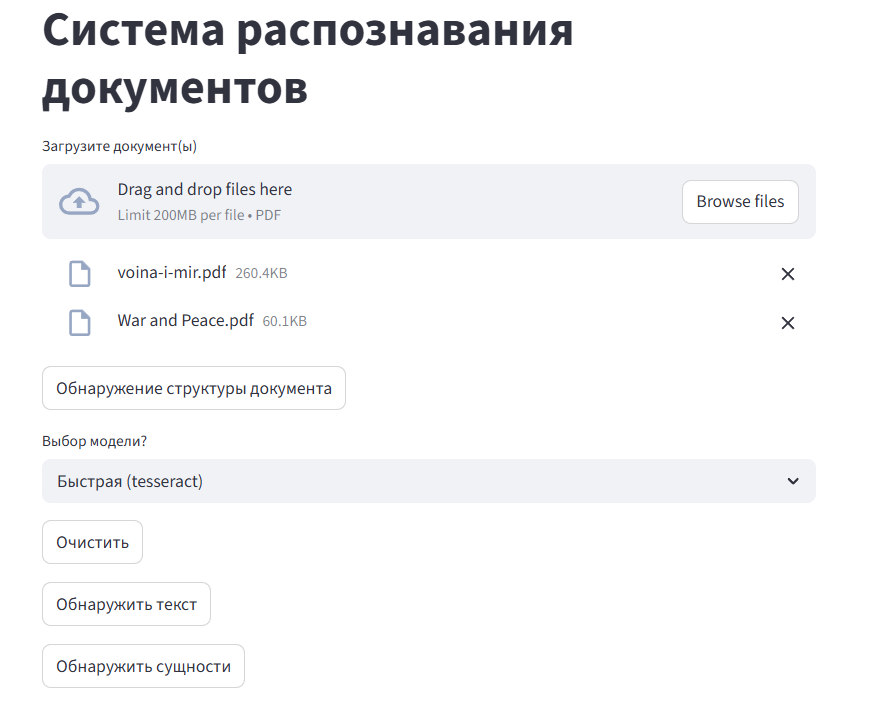 Система распознавания
документов
Загрузите документ(ы)
Drag and drop files here
Limit 200MB per file • PDF
Browse files
voina-i-mir.pdf 260.4KB
War and Peace.pdf 60.1KB
Обнаружение структуры документа
Выбор модели?
Быстрая (tesseract)
Очистить
Обнаружить текст
Обнаружить сущности